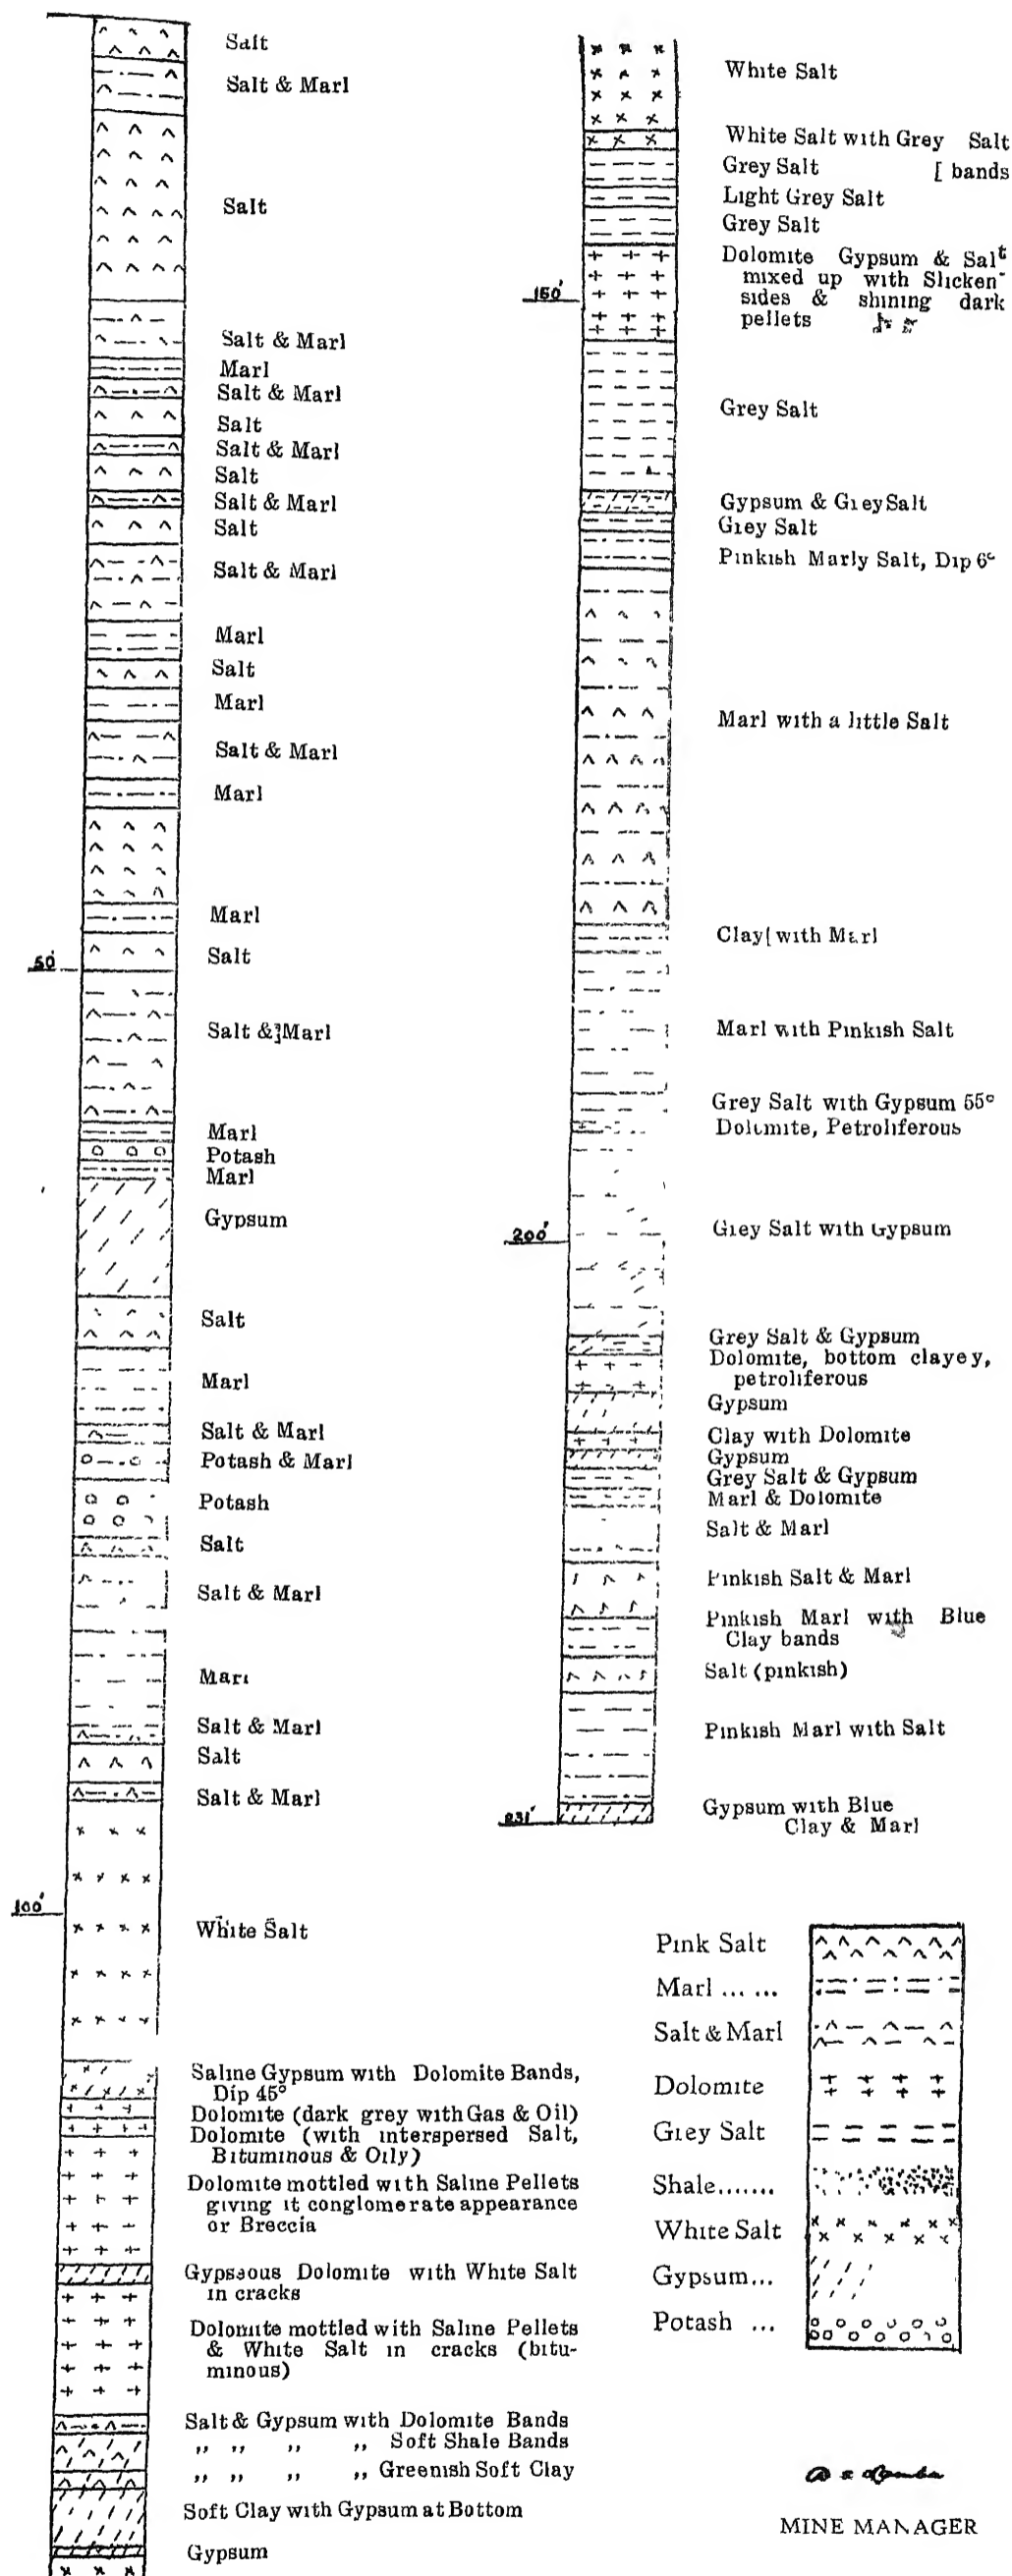 Salt
Salt & Marl
Salt
Salt & Marl
Marl
Salt & Marl
Salt
Salt & Marl
Salt
Salt & Marl
Salt
Salt & Marl
Marl
Salt
Marl
Salt & Marl
Marl
Marl
50'
Salt
Salt & Marl
Marl
Potash
Marl
Gypsum
Salt
Marl
Salt & Marl
Potash & Marl
Potash
Salt
Salt & Marl
Marl
Salt & Marl
Salt
Salt & Marl
100'
White Salt
Saline Gypsum with Dolomite Bands,
Dip 45°
Dolomite (dark grey with Gas & Oil)
Dolomite (with interspersed Salt,
Bituminous & Oily)
Dolomite mottled with Saline Pellets
giving it conglomerate appearance
or Breccia
Gypseous Dolomite with White Salt
in cracks
Dolomite mottled with Saline Pellets
& White Salt in cracks (bitu-
minous)
Salt & Gypsum with Dolomite Bands
,, ,, ,, ,, Soft Shale Bands
,, ,, ,, ,, Greenish Soft Clay
Soft Clay with Gypsum at Bottom
Gypsum
White Salt
White Salt with Grey Salt
Grey Salt [ bands
Light Grey Salt
Grey Salt
Dolomite Gypsum & Salt
mixed up with Slicken-
sides & shining dark
pellets
150'
Grey Salt
Gypsum & Grey Salt
Grey Salt
Pinkish Marly Salt, Dip 6°
Marl with a little Salt
Clay [ with Marl
Marl with Pinkish Salt
Grey Salt with Gypsum 55°
Dolomite, Petroliferous
200'
Grey Salt with Gypsum
Grey Salt & Gypsum
Dolomite, bottom clayey,
petroliferous
Gypsum
Clay with Dolomite
Gypsum
Grey Salt & Gypsum
Marl & Dolomite
Salt & Marl
Pinkish Salt & Marl
Pinkish Marl with Blue
Clay bands
Salt (pinkish)
Pinkish Marl with Salt
231'
Gypsum with Blue
Clay & Marl
Pink Salt
Marl ... ...
Salt & Marl
Dolomite
Grey Salt
Shale.......
White Salt
Gypsum...
Potash ...
MINE MANAGER